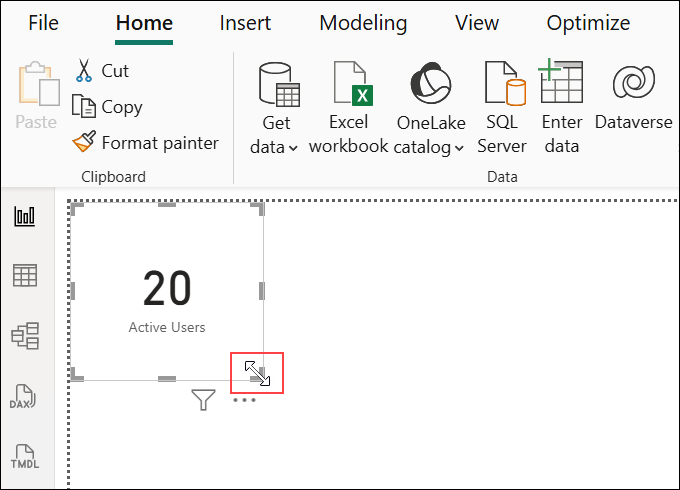 File Home Insert Modeling View Optimize
Paste
Cut
Copy
Format painter
Clipboard
Get
data
Excel
workbook
OneLake
catalog
SQL
Server
Enter
data
Dataverse
Data
20
Active Users
DAX
TMDL